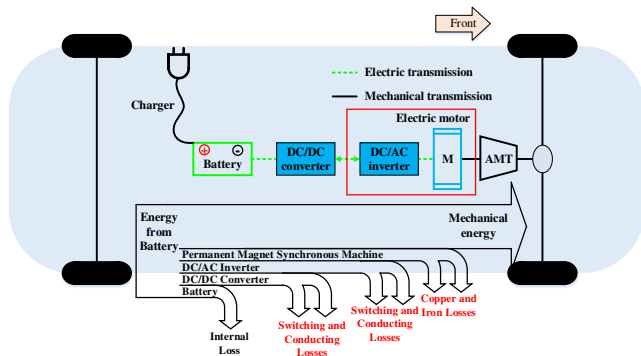 Front
Electric transmission
Mechanical transmission
Charger
Electric motor
+
-
Battery
DC/DC
converter
DC/AC
inverter
M
AMT
Energy
from
Battery
Mechanical
energy
Permanent Magnet Synchronous Machine
DC/AC Inverter
DC/DC Converter
Battery
Internal
Loss
Switching and
Conducting
Losses
Switching and
Conducting
Losses
Copper and
Iron Losses